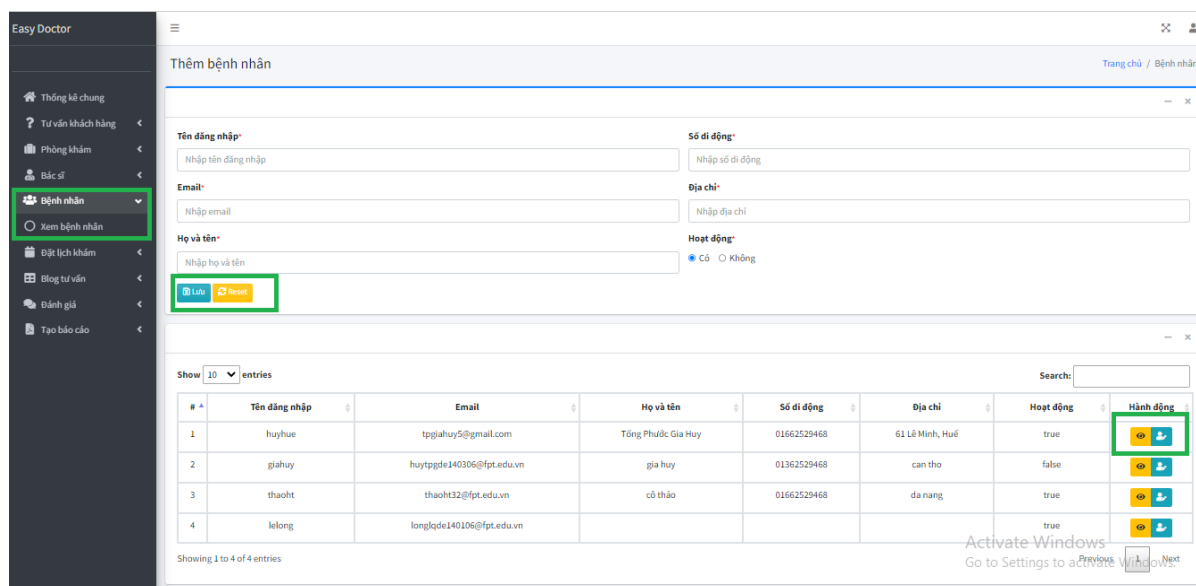 Easy Doctor
Thêm bệnh nhân
Trang chủ / Bệnh nhân
Thống kê chung
Tư vấn khách hàng
Phòng khám
Bác sĩ
Bệnh nhân
Xem bệnh nhân
Đặt lịch khám
Blog tư vấn
Đánh giá
Tạo báo cáo
Tên đăng nhập* Số di động*
Nhập tên đăng nhập Nhập số di động
Email* Địa chỉ*
Nhập email Nhập địa chỉ
Họ và tên* Hoạt động*
Nhập họ và tên Có Không
Lưu Reset
Show 10 entries Search:
# Tên đăng nhập Email Họ và tên Số di động Địa chỉ Hoạt động Hành động
1 huyhue tpgiahuy5@gmail.com Tống Phước Gia Huy 01662529468 61 Lê Minh, Huế true
2 giahuy huytpgde140306@fpt.edu.vn gia huy 01362529468 can tho false
3 thaoht thaoht32@fpt.edu.vn cô thảo 01662529468 da nang true
4 lelong longlqde140106@fpt.edu.vn true
Showing 1 to 4 of 4 entries Previous 1 Next
Activate Windows
Go to Settings to activate Windows.